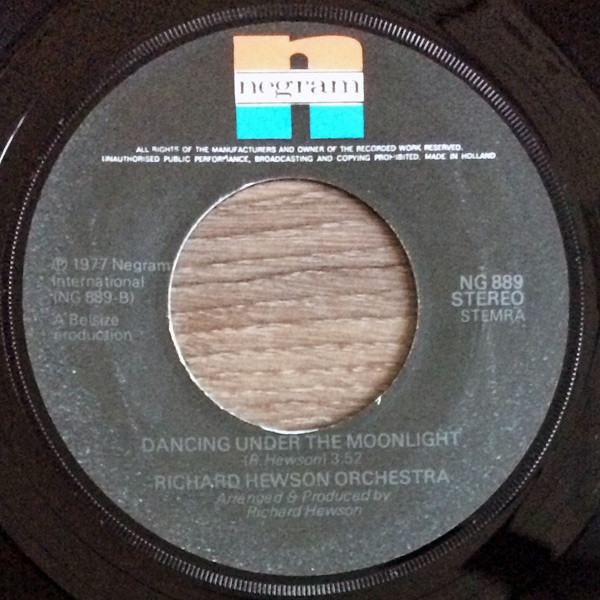 negram
ALL RIGHTS OF THE MANUFACTURERS AND OWNER OF THE RECORDED WORK RESERVED.
UNAUTHORISED PUBLIC PERFORMANCE, BROADCASTING AND COPYING PROHIBITED. MADE IN HOLLAND
℗ 1977 Negram
International
(NG 889-B)
A Belsize
production
NG 889
STEREO
STEMRA
DANCING UNDER THE MOONLIGHT
(R. Hewson) 3.52
RICHARD HEWSON ORCHESTRA
Arranged & Produced by
Richard Hewson